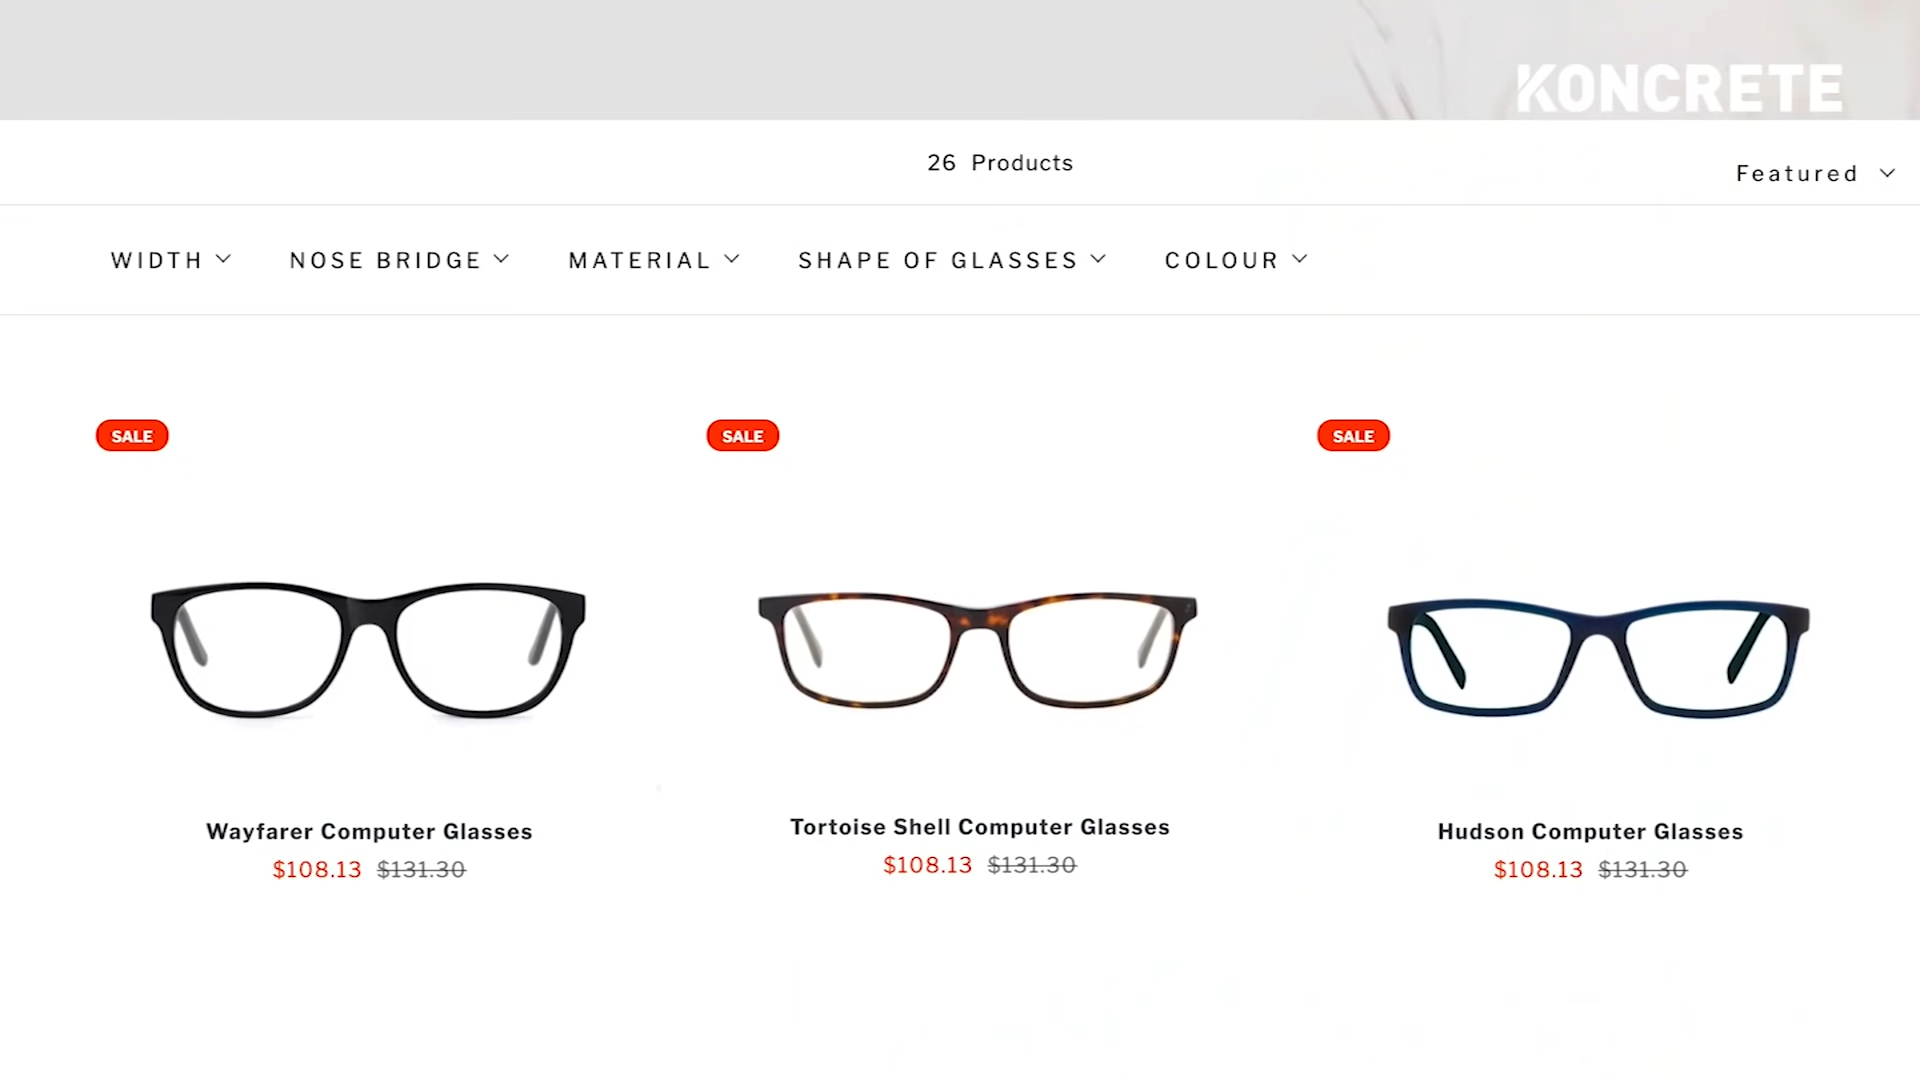 KONCRETE
26 Products
Featured
WIDTH NOSE BRIDGE MATERIAL SHAPE OF GLASSES COLOUR
SALE SALE SALE
Wayfarer Computer Glasses
$108.13 $131.30
Tortoise Shell Computer Glasses
$108.13 $131.30
Hudson Computer Glasses
$108.13 $131.30